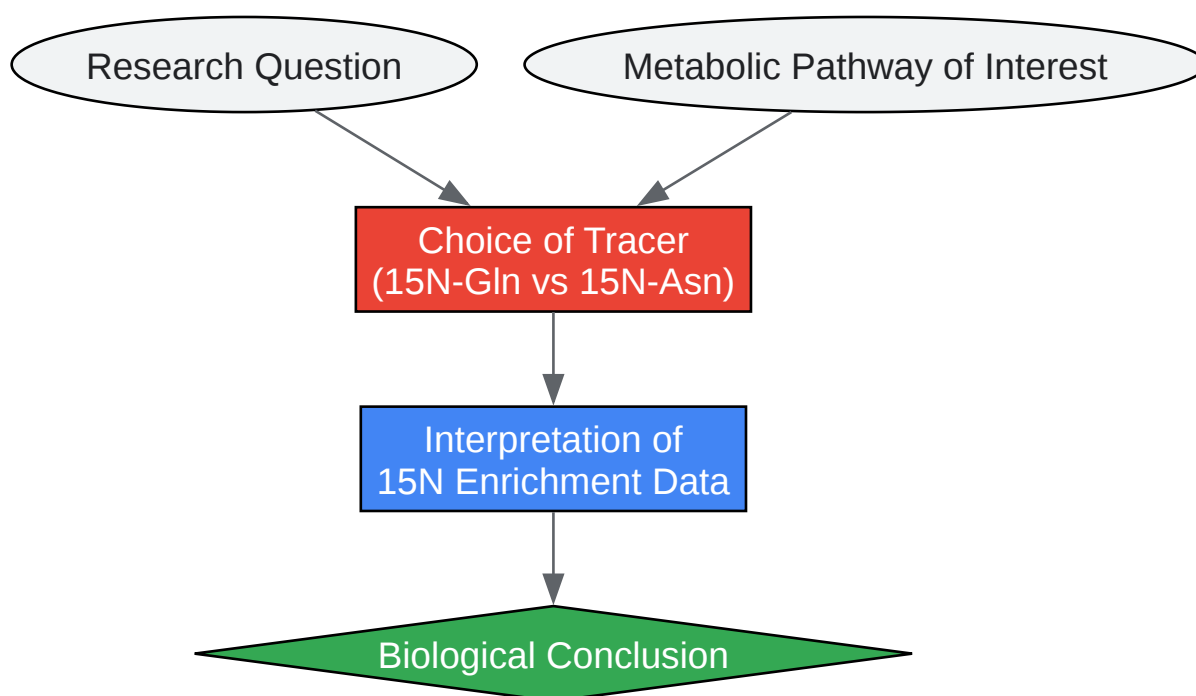 Research Question
Metabolic Pathway of Interest
Choice of Tracer
(15N-Gln vs 15N-Asn)
Interpretation of
15N Enrichment Data
Biological Conclusion